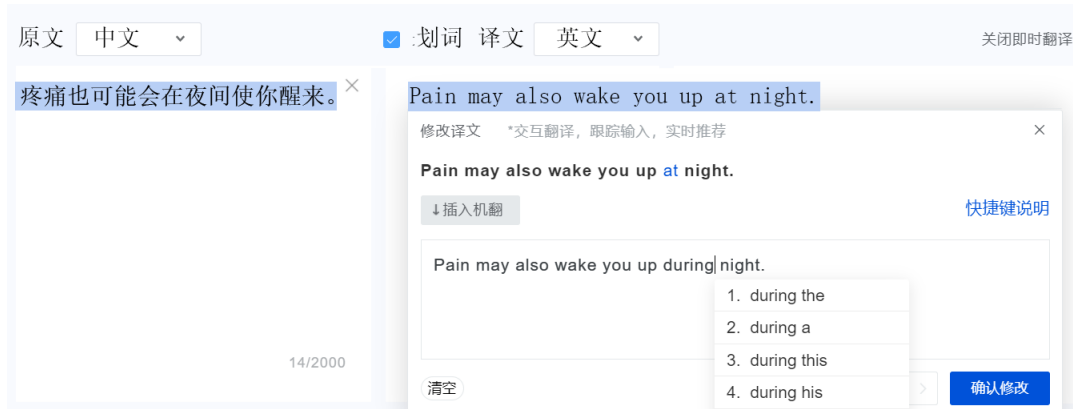 原文 中文 :划词 译文 英文 关闭即时翻译
疼痛也可能会在夜间使你醒来。 Pain may also wake you up at night.
修改译文 *交互翻译，跟踪输入，实时推荐
Pain may also wake you up at night.
↓插入机翻 快捷键说明
Pain may also wake you up during night.
1. during the
2. during a
3. during this
4. during his
14/2000
清空 确认修改